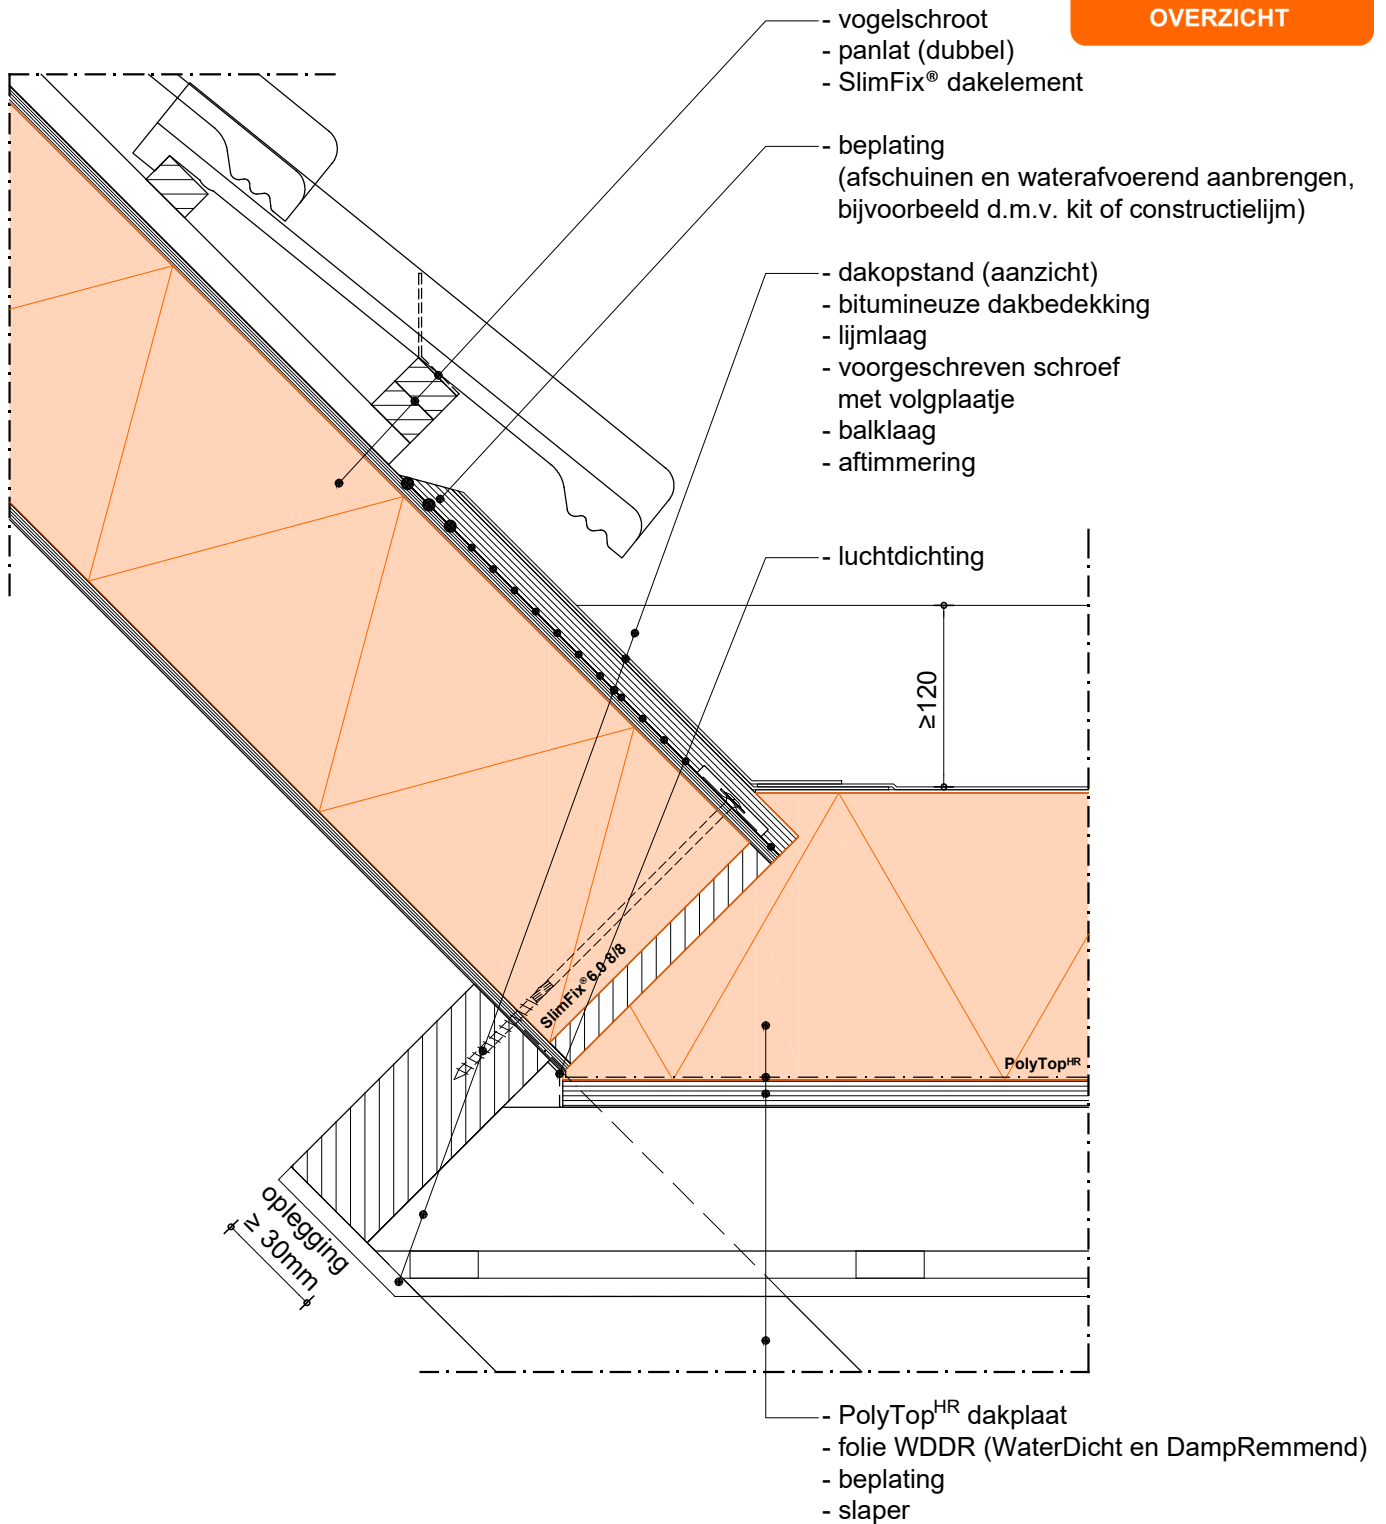 OVERZICHT
- vogelschroot
- panlat (dubbel)
- SlimFix® dakelement
- beplating
(afschuinen en waterafvoerend aanbrengen,
bijvoorbeeld d.m.v. kit of constructielijm)
- dakopstand (aanzicht)
- bitumineuze dakbedekking
- lijmlaag
- voorgeschreven schroef
met volgplaatje
- balklaag
- aftimmering
- luchtdichting
≥120
SlimFix® 6.0 8/8
PolyTopHR
oplegging
≥ 30mm
- PolyTopHR dakplaat
- folie WDDR (WaterDicht en DampRemmend)
- beplating
- slaper